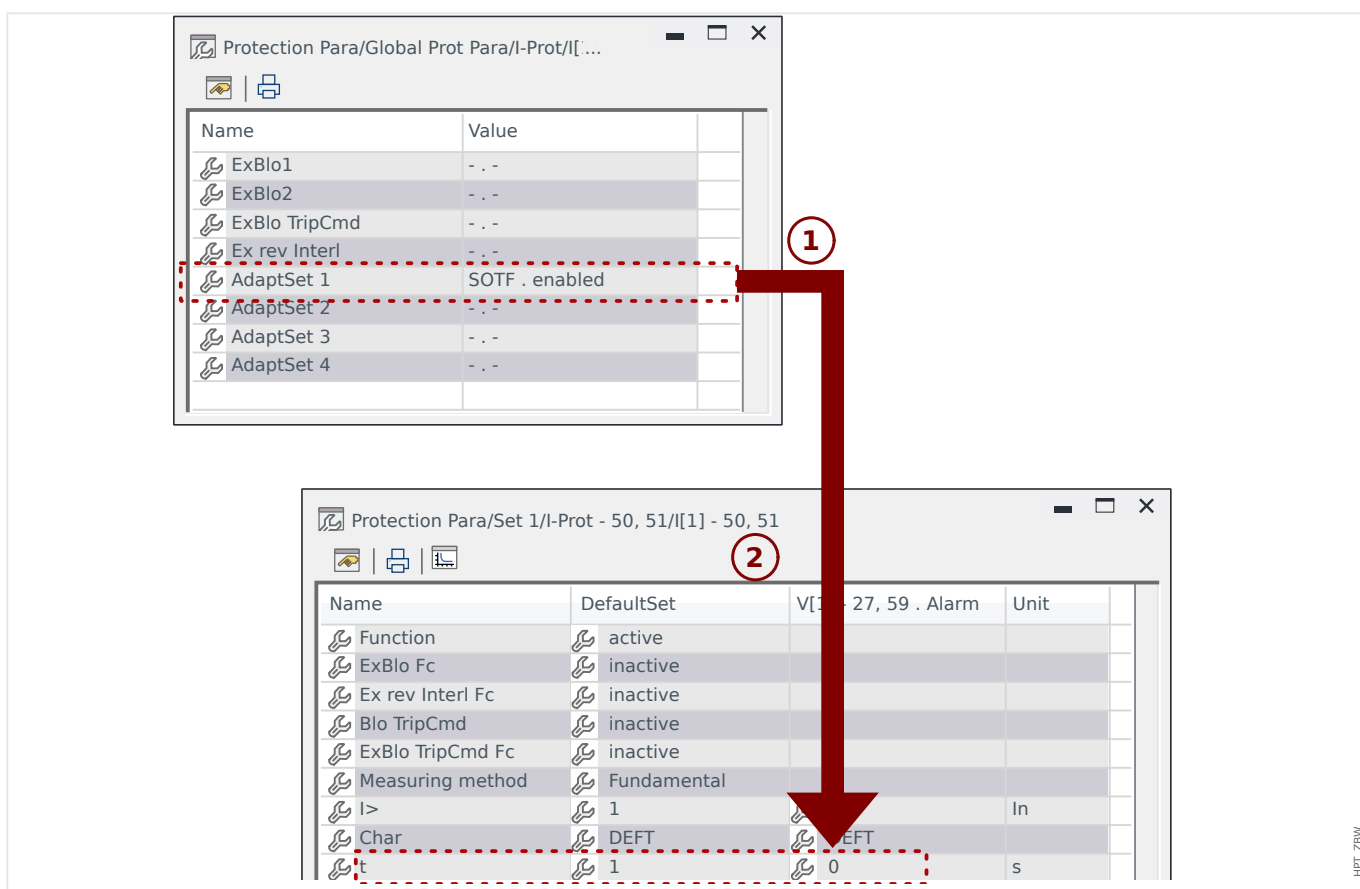 Protection Para/Global Prot Para/I-Prot/I[...
Name Value
ExBlo1 - . -
ExBlo2 - . -
ExBlo TripCmd - . -
Ex rev Interl - . -
AdaptSet 1 SOTF . enabled
AdaptSet 2 - . -
AdaptSet 3 - . -
AdaptSet 4 - . -
1
Protection Para/Set 1/I-Prot - 50, 51/I[1] - 50, 51
2
Name DefaultSet 27, 59 . Alarm Unit
Function active
ExBlo Fc inactive
Ex rev Interl Fc inactive
Blo TripCmd inactive
ExBlo TripCmd Fc inactive
Measuring method Fundamental
I> 1 In
Char DEFT
t 1 0 s
HPT_ZBW